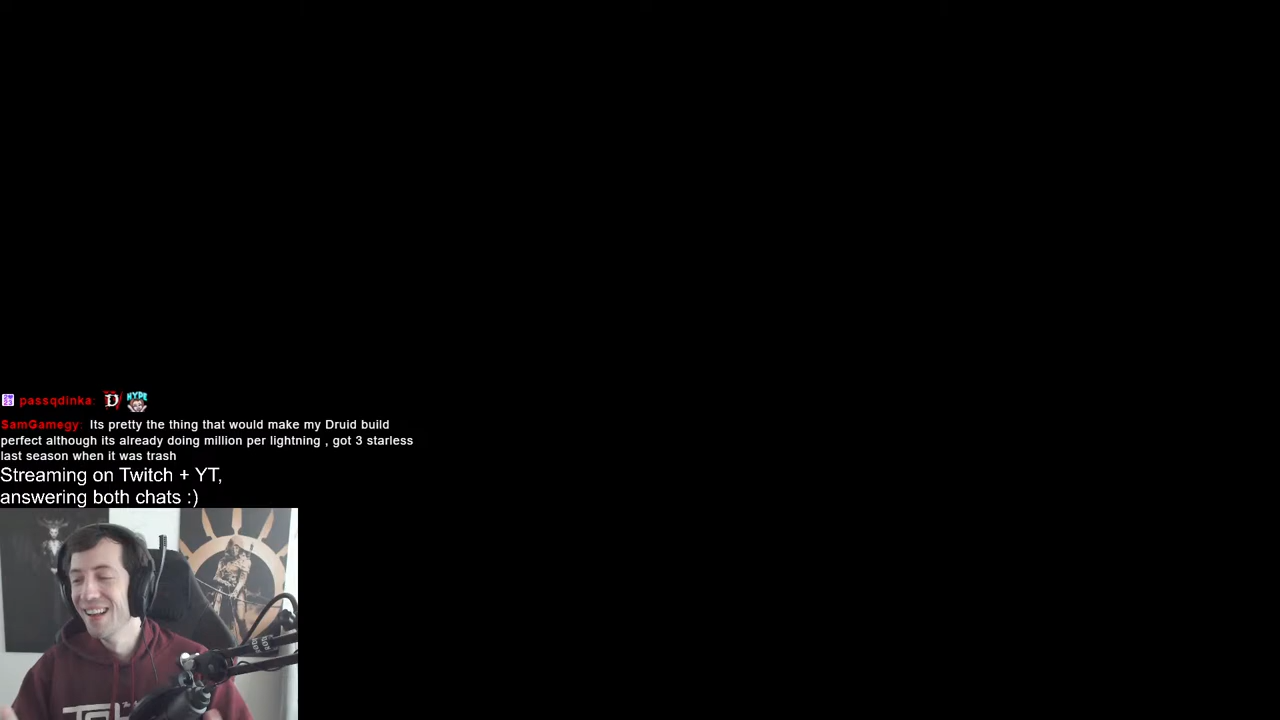 passqdinka:
HYPE
SamGamegy: Its pretty the thing that would make my Druid build
perfect although its already doing million per lightning , got 3 starless
last season when it was trash
Streaming on Twitch + YT,
answering both chats :)